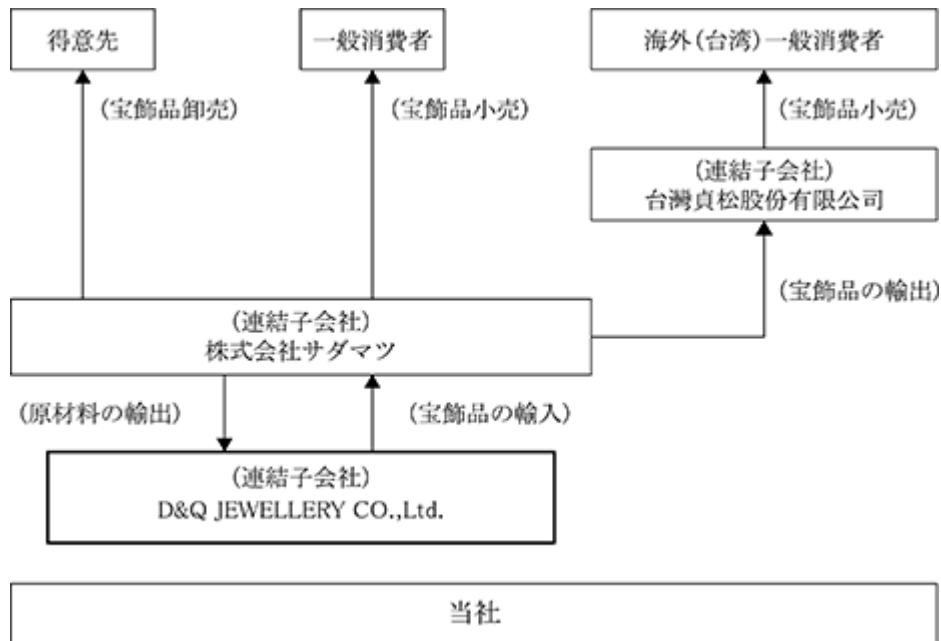 得意先
一般消費者
海外(台湾)一般消費者
(宝飾品卸売)
(宝飾品小売)
(宝飾品小売)
(連結子会社)
台灣貞松股份有限公司
(宝飾品の輸出)
(連結子会社)
株式会社サダマツ
(原材料の輸出)
(宝飾品の輸入)
(連結子会社)
D&Q JEWELLERY CO.,Ltd.
当社